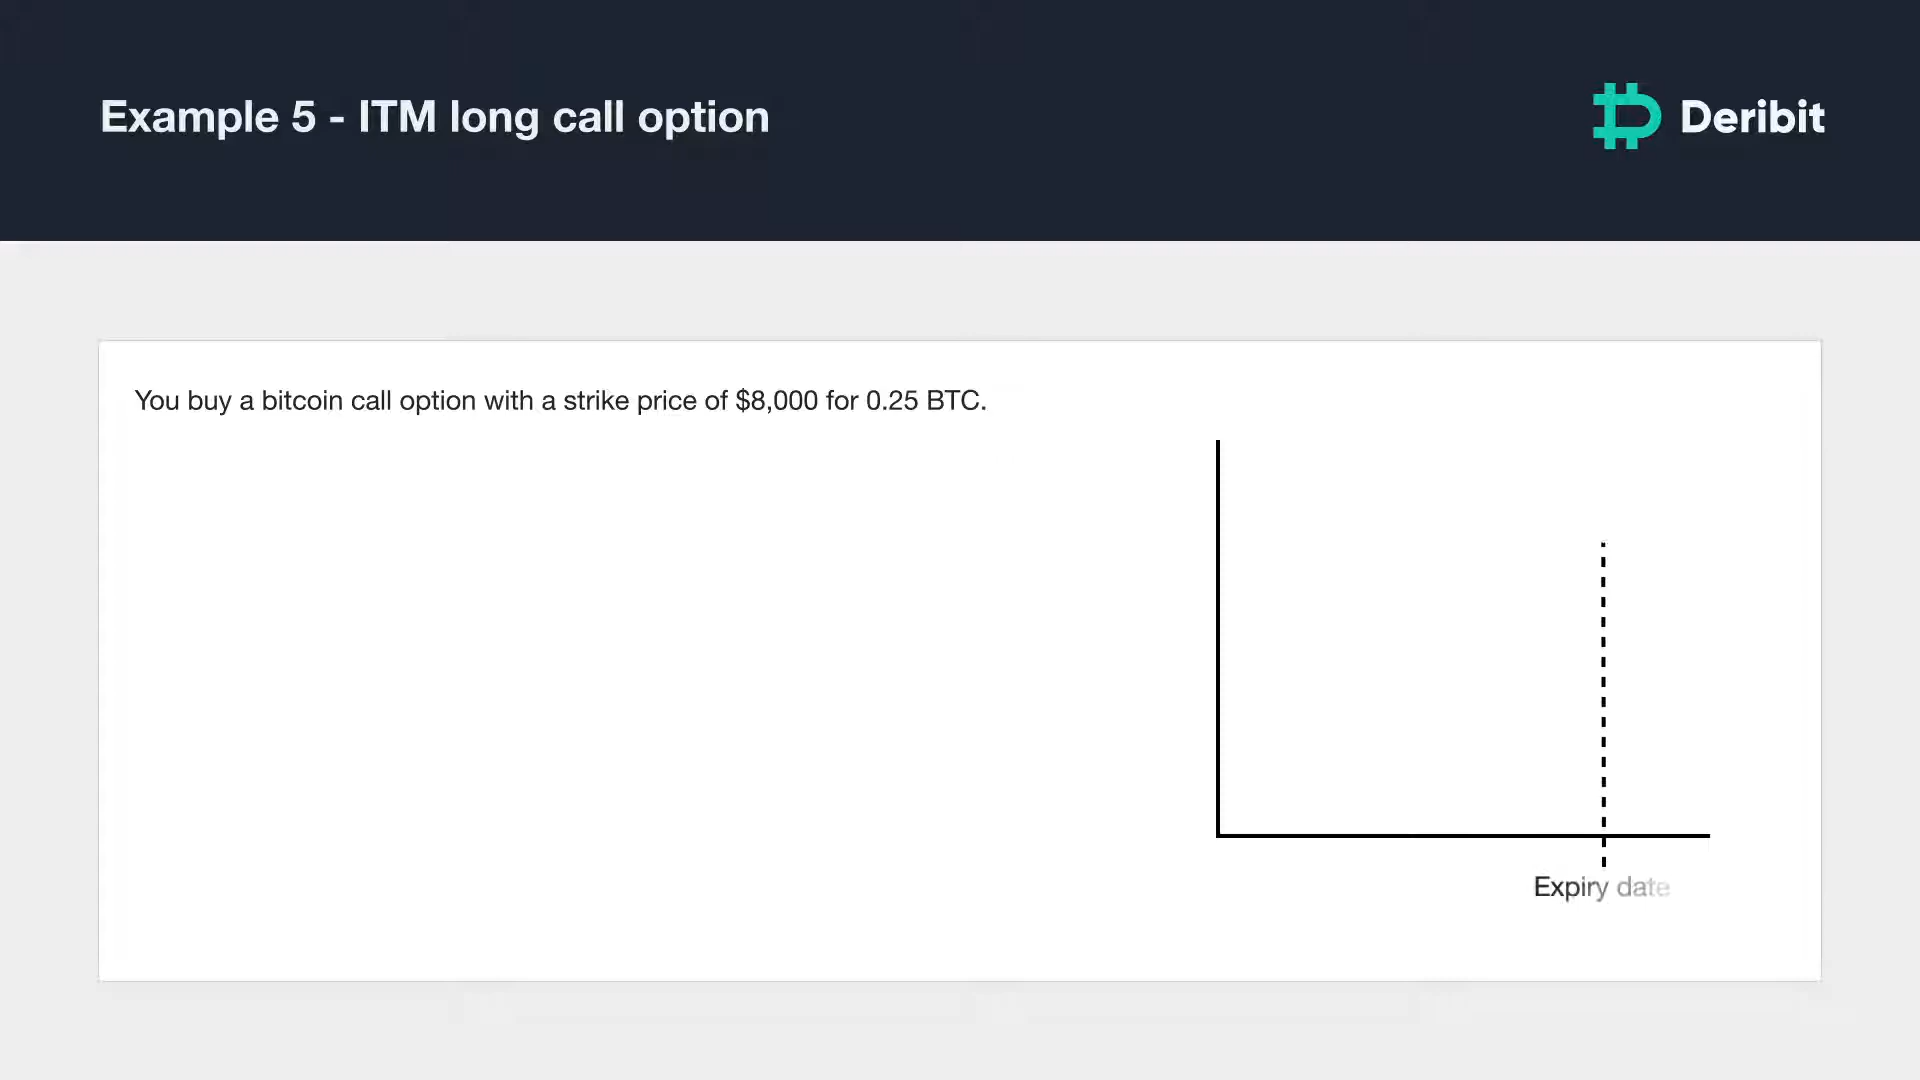 Example 5 - ITM long call option
Deribit
You buy a bitcoin call option with a strike price of $8,000 for 0.25 BTC.
Expiry date